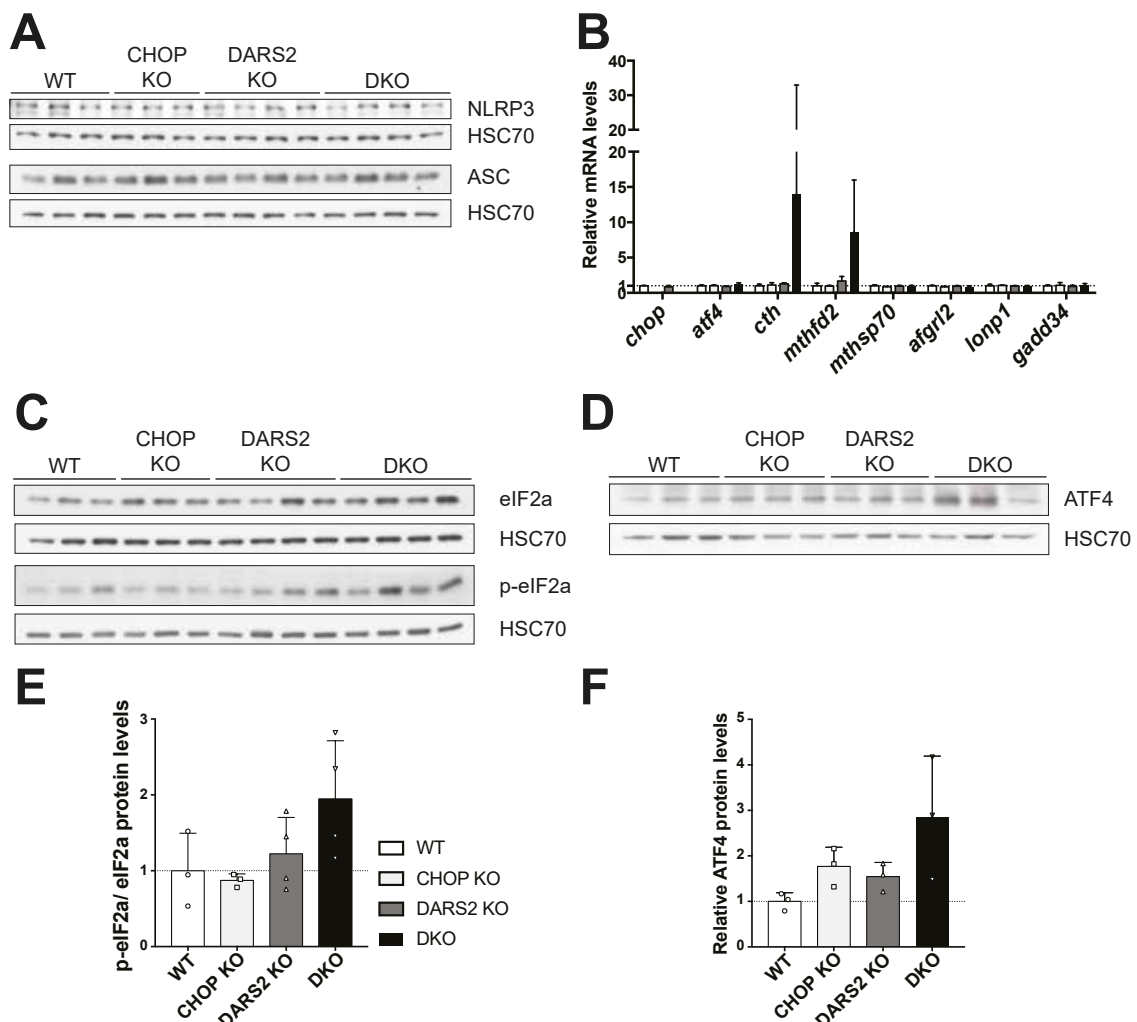 A
WT
CHOP
KO
DARS2
KO
DKO
NLRP3
HSC70
ASC
HSC70
B
Relative mRNA levels
40
30
20
20
15
10
5
1
0
chop
atf4
cth
mthfd2
mthsp70
afgrl2
lonp1
gadd34
C
WT
CHOP
KO
DARS2
KO
DKO
eIF2a
HSC70
p-eIF2a
HSC70
D
WT
CHOP
KO
DARS2
KO
DKO
ATF4
HSC70
E
p-eIF2a/ eIF2a protein levels
3
2
1
0
WT
CHOP KO
DARS2 KO
DKO
WT
CHOP KO
DARS2 KO
DKO
F
Relative ATF4 protein levels
5
4
3
2
1
0
WT
CHOP KO
DARS2 KO
DKO